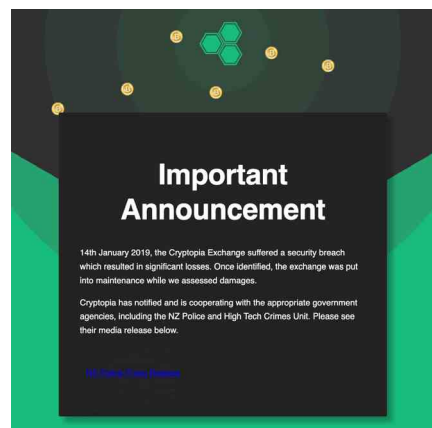 Important
Announcement
14th January 2019, the Cryptopia Exchange suffered a security breach
which resulted in significant losses. Once identified, the exchange was put
into maintenance while we assessed damages.
Cryptopia has notified and is cooperating with the appropriate government
agencies, including the NZ Police and High Tech Crimes Unit. Please see
their media release below.